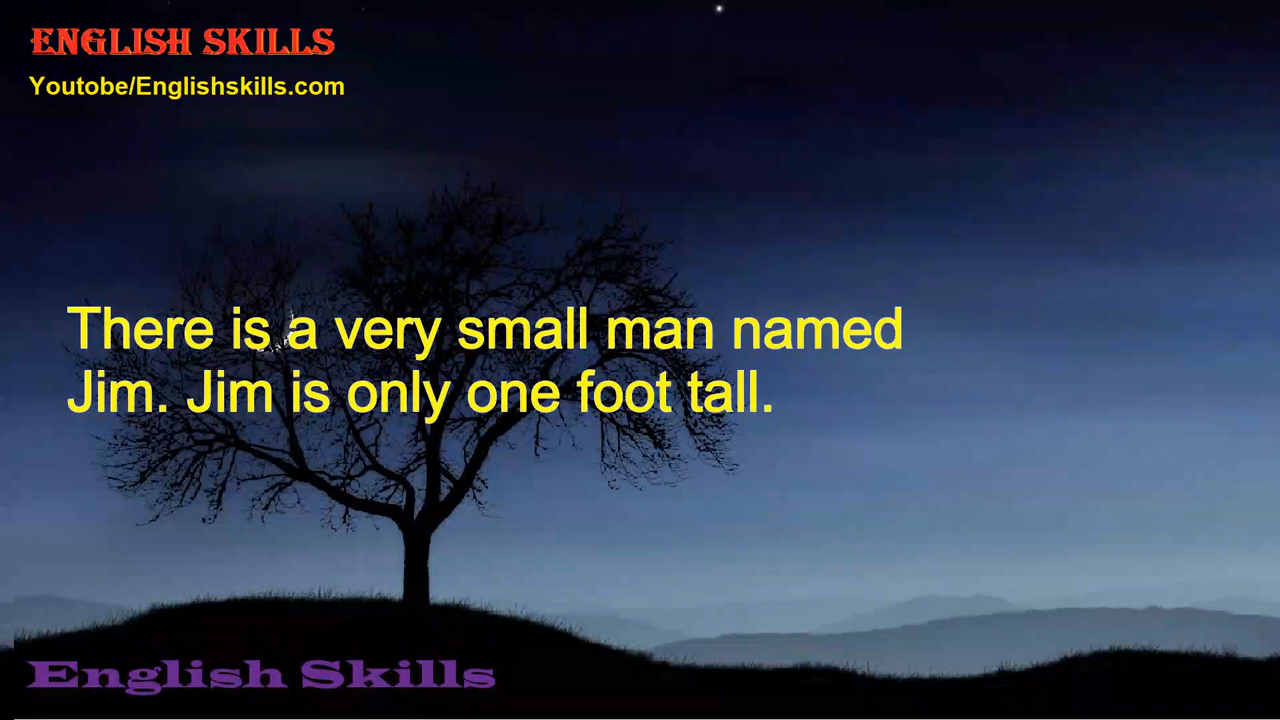 ENGLISH SKILLS
Youtobe/Englishskills.com
There is a very small man named
Jim. Jim is only one foot tall.
English Skills